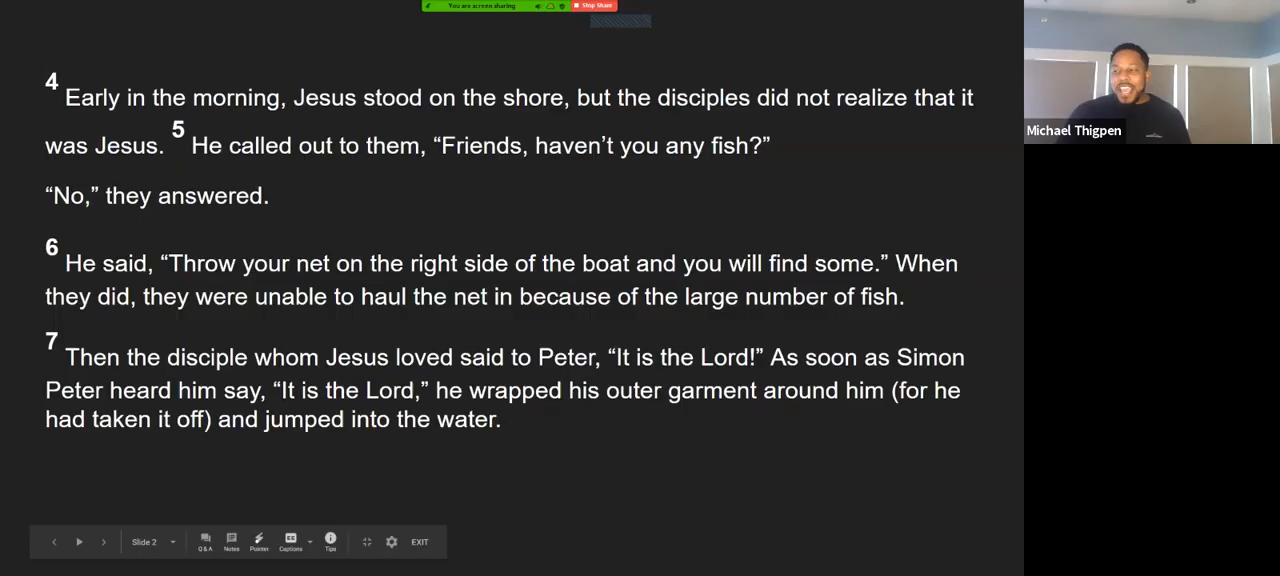 You are screen sharing
Stop Share
4 Early in the morning, Jesus stood on the shore, but the disciples did not realize that it
was Jesus. 5 He called out to them, “Friends, haven’t you any fish?”
“No,” they answered.
6 He said, “Throw your net on the right side of the boat and you will find some.” When
they did, they were unable to haul the net in because of the large number of fish.
7 Then the disciple whom Jesus loved said to Peter, “It is the Lord!” As soon as Simon
Peter heard him say, “It is the Lord,” he wrapped his outer garment around him (for he
had taken it off) and jumped into the water.
Michael Thigpen
Slide 2
Q & A
Notes
Pointer
CC
Captions
Tips
EXIT